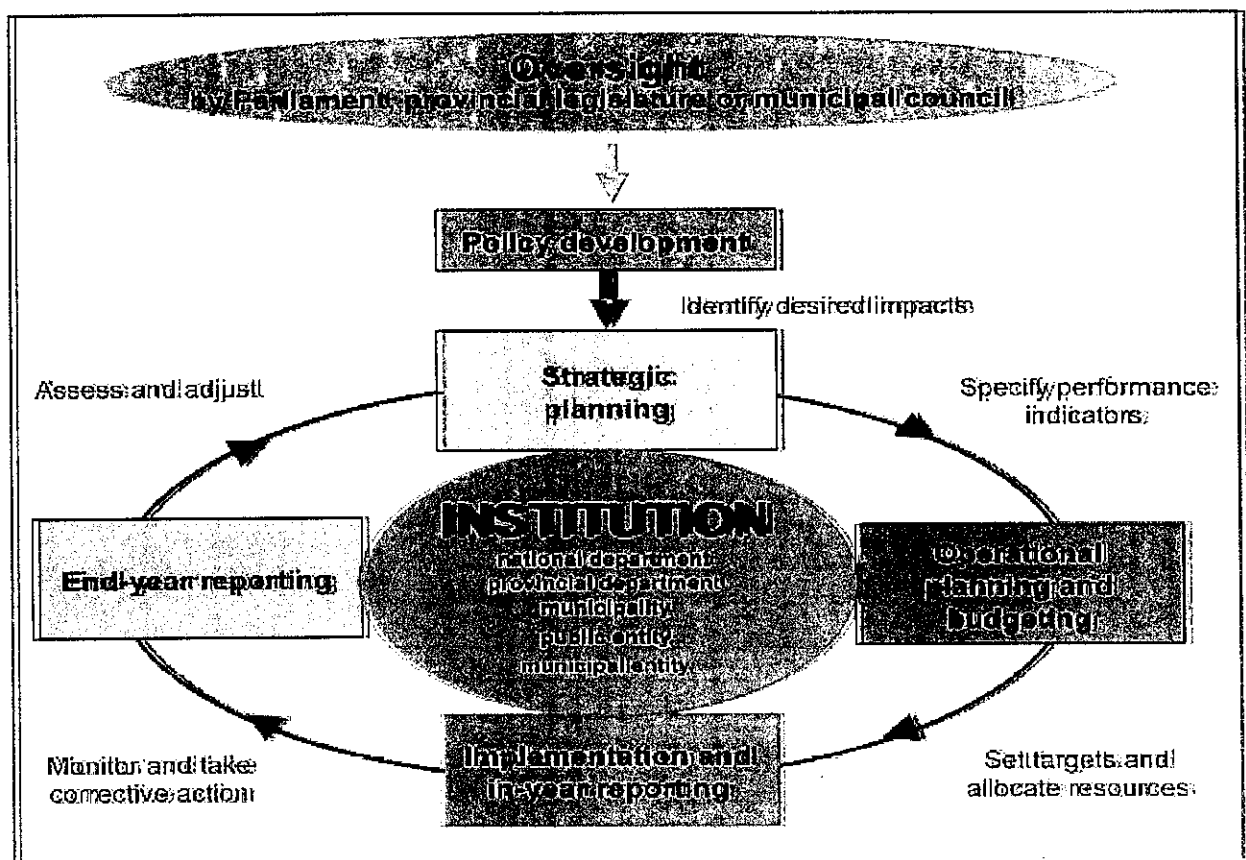 Oversight
by Parliament, provincial legislature or municipal council
Policy development
Identify desired impacts
Strategic
planning
Assess and adjust
Specify performance
indicators
INSTITUTION
national department
provincial department
municipality
public entity
municipal entity
End-year reporting
Operational
planning and
budgeting
Implementation and
in-year reporting
Monitor and take
corrective action
Set targets and
allocate resources